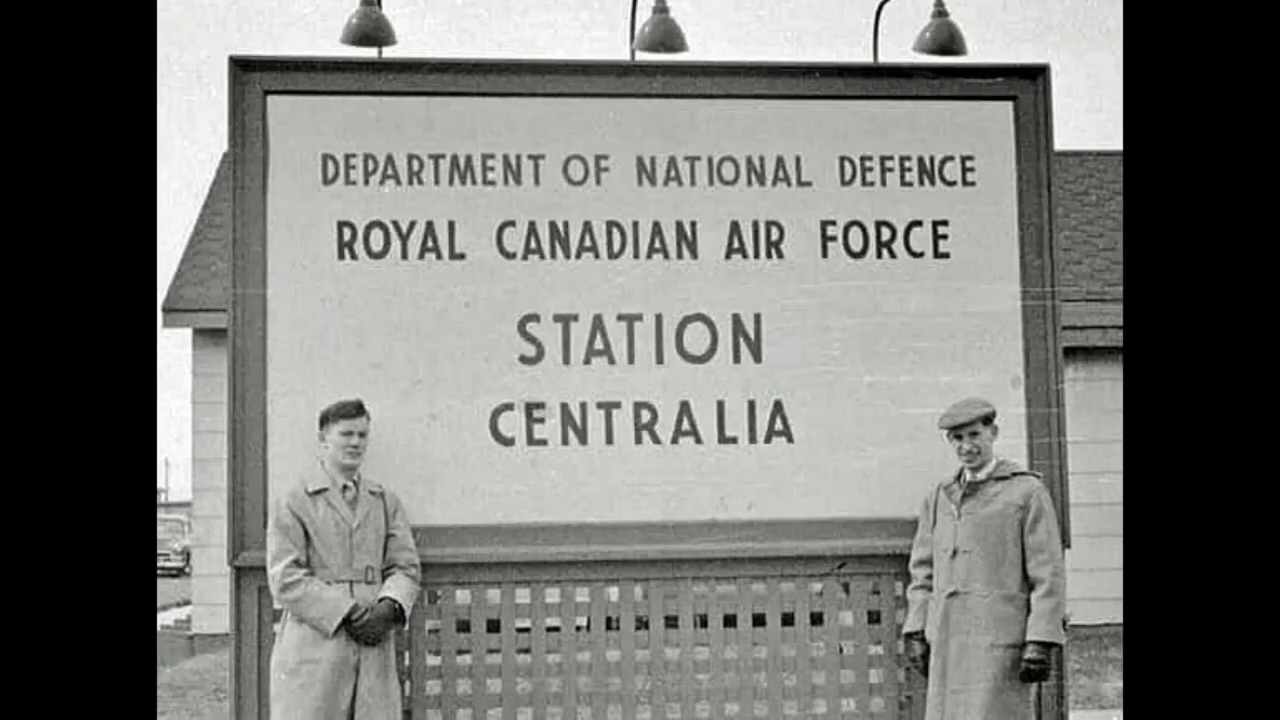 DEPARTMENT OF NATIONAL DEFENCE
ROYAL CANADIAN AIR FORCE
STATION
CENTRALIA